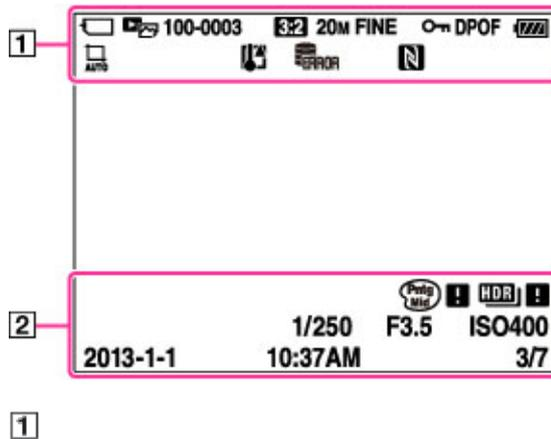 1
100-0003 3:2 20M FINE DPOF
AUTO ERROR N
Pntg Mid ! HDR !
2
1/250 F3.5 ISO400
2013-1-1 10:37AM 3/7
1